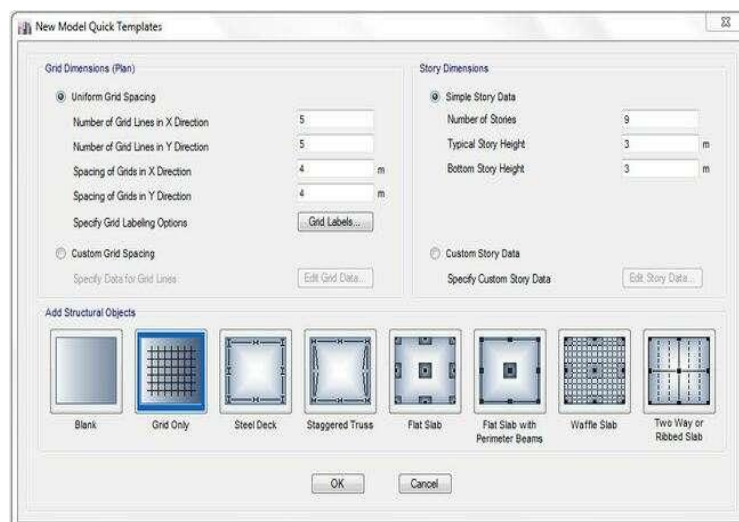 New Model Quick Templates
Grid Dimensions (Plan)
Uniform Grid Spacing
Number of Grid Lines in X Direction 5
Number of Grid Lines in Y Direction 5
Spacing of Grids in X Direction 4 m
Spacing of Grids in Y Direction 4 m
Specify Grid Labeling Options Grid Labels...
Custom Grid Spacing
Specify Data for Grid Lines Edit Grid Data...
Story Dimensions
Simple Story Data
Number of Stories 9
Typical Story Height 3 m
Bottom Story Height 3 m
Custom Story Data
Specify Custom Story Data Edit Story Data...
Add Structural Objects
Blank
Grid Only
Steel Deck
Staggered Truss
Flat Slab
Flat Slab with
Perimeter Beams
Waffle Slab
Two Way or
Ribbed Slab
OK
Cancel